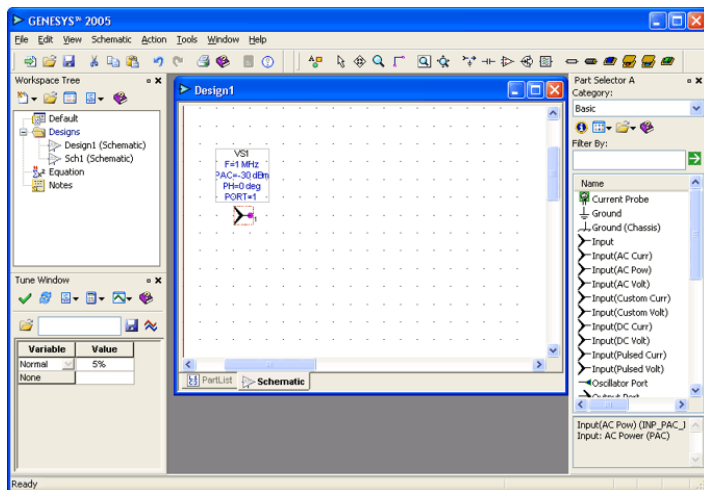 GENESYS™ 2005
File Edit View Schematic Action Tools Window Help
Workspace Tree
Default
Designs
Design1 (Schematic)
Sch1 (Schematic)
Equation
Notes
Tune Window
Variable Value
Normal 5%
None
Design1
VS1
F=1 MHz
PAC=-30 dBm
PH=0 deg
PORT=1
1
PartList Schematic
Part Selector A
Category:
Basic
Filter By:
Name
Current Probe
Ground
Ground (Chassis)
Input
Input(AC Curr)
Input(AC Pow)
Input(AC Volt)
Input(Custom Curr)
Input(Custom Volt)
Input(DC Curr)
Input(DC Volt)
Input(Pulsed Curr)
Input(Pulsed Volt)
Oscillator Port
Output Port
Input(AC Pow) (INP_PAC_]
Input: AC Power (PAC)
Ready